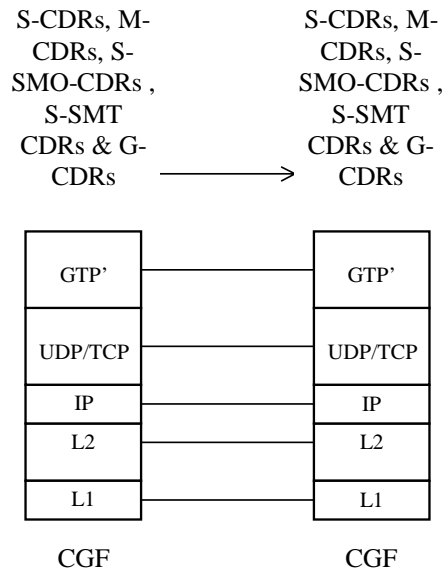 S-CDRs, M-
CDRs, S-
SMO-CDRs ,
S-SMT
CDRs & G-
CDRs
S-CDRs, M-
CDRs, S-
SMO-CDRs ,
S-SMT
CDRs & G-
CDRs
GTP’
GTP’
UDP/TCP
UDP/TCP
IP
IP
L2
L2
L1
L1
CGF
CGF